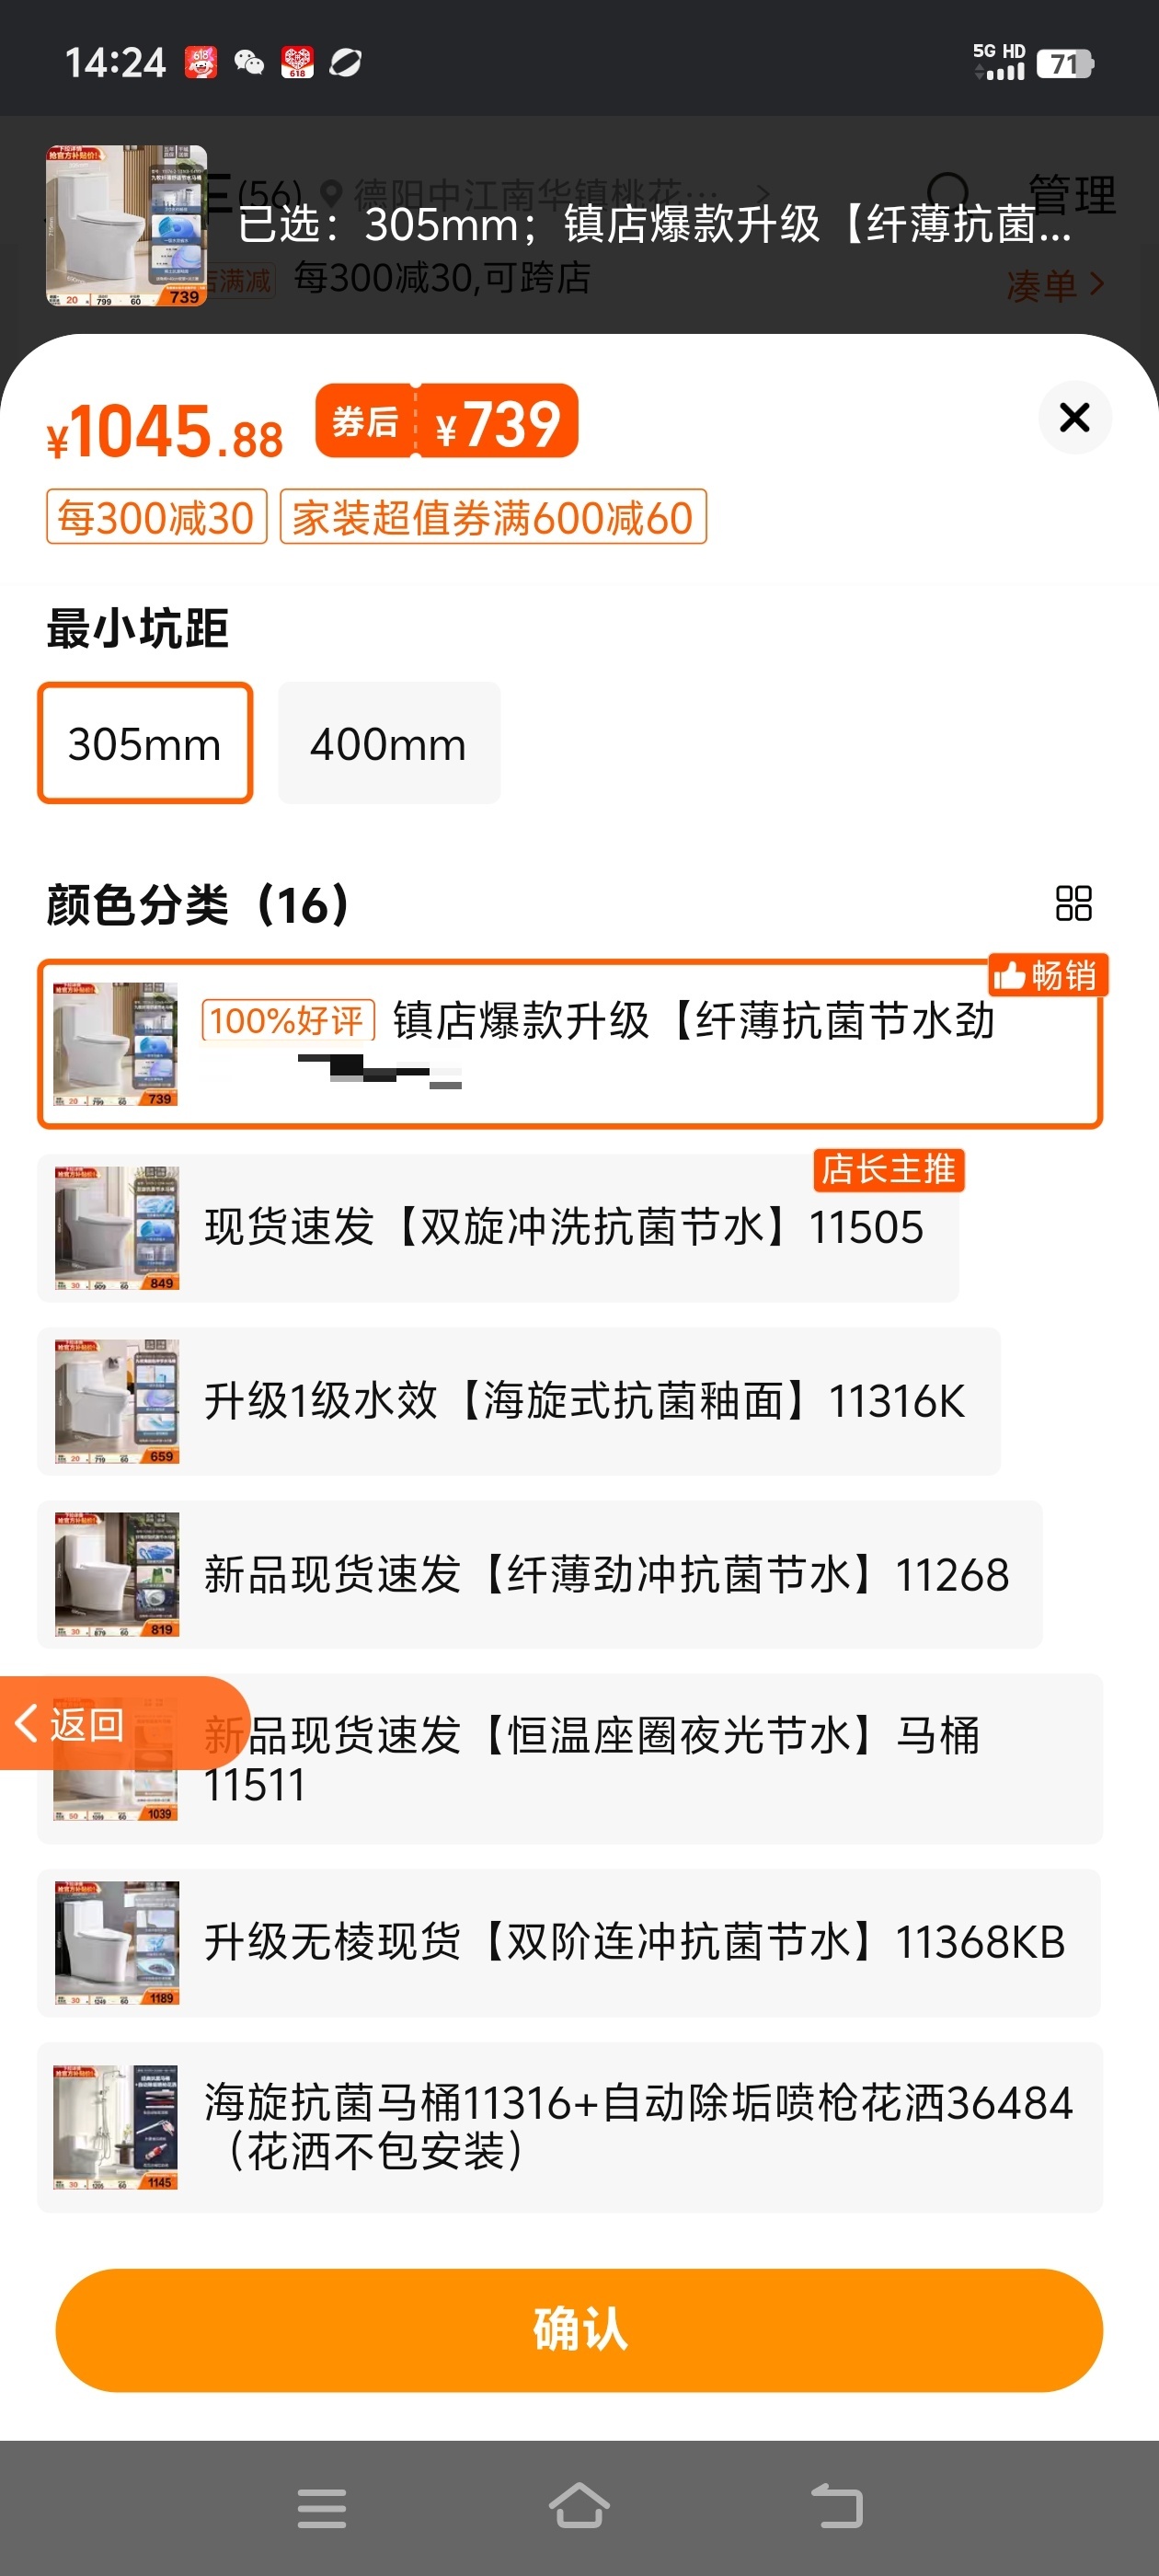 14:24
5G HD
71
(56) 德阳中江南华镇桃花… >
管理
已选：305mm；镇店爆款升级【纤薄抗菌...
店满减 每300减30,可跨店
凑单 >
739
¥1045.88 券后 ¥739
每300减30 家装超值券满600减60
最小坑距
305mm 400mm
颜色分类（16）
畅销
100%好评 镇店爆款升级【纤薄抗菌节水劲
739
店长主推
现货速发【双旋冲洗抗菌节水】11505
849
升级1级水效【海旋式抗菌釉面】11316K
659
新品现货速发【纤薄劲冲抗菌节水】11268
819
返回
新品现货速发【恒温座圈夜光节水】马桶
11511
1039
升级无棱现货【双阶连冲抗菌节水】11368KB
1189
海旋抗菌马桶11316+自动除垢喷枪花洒36484
（花洒不包安装）
1145
确认